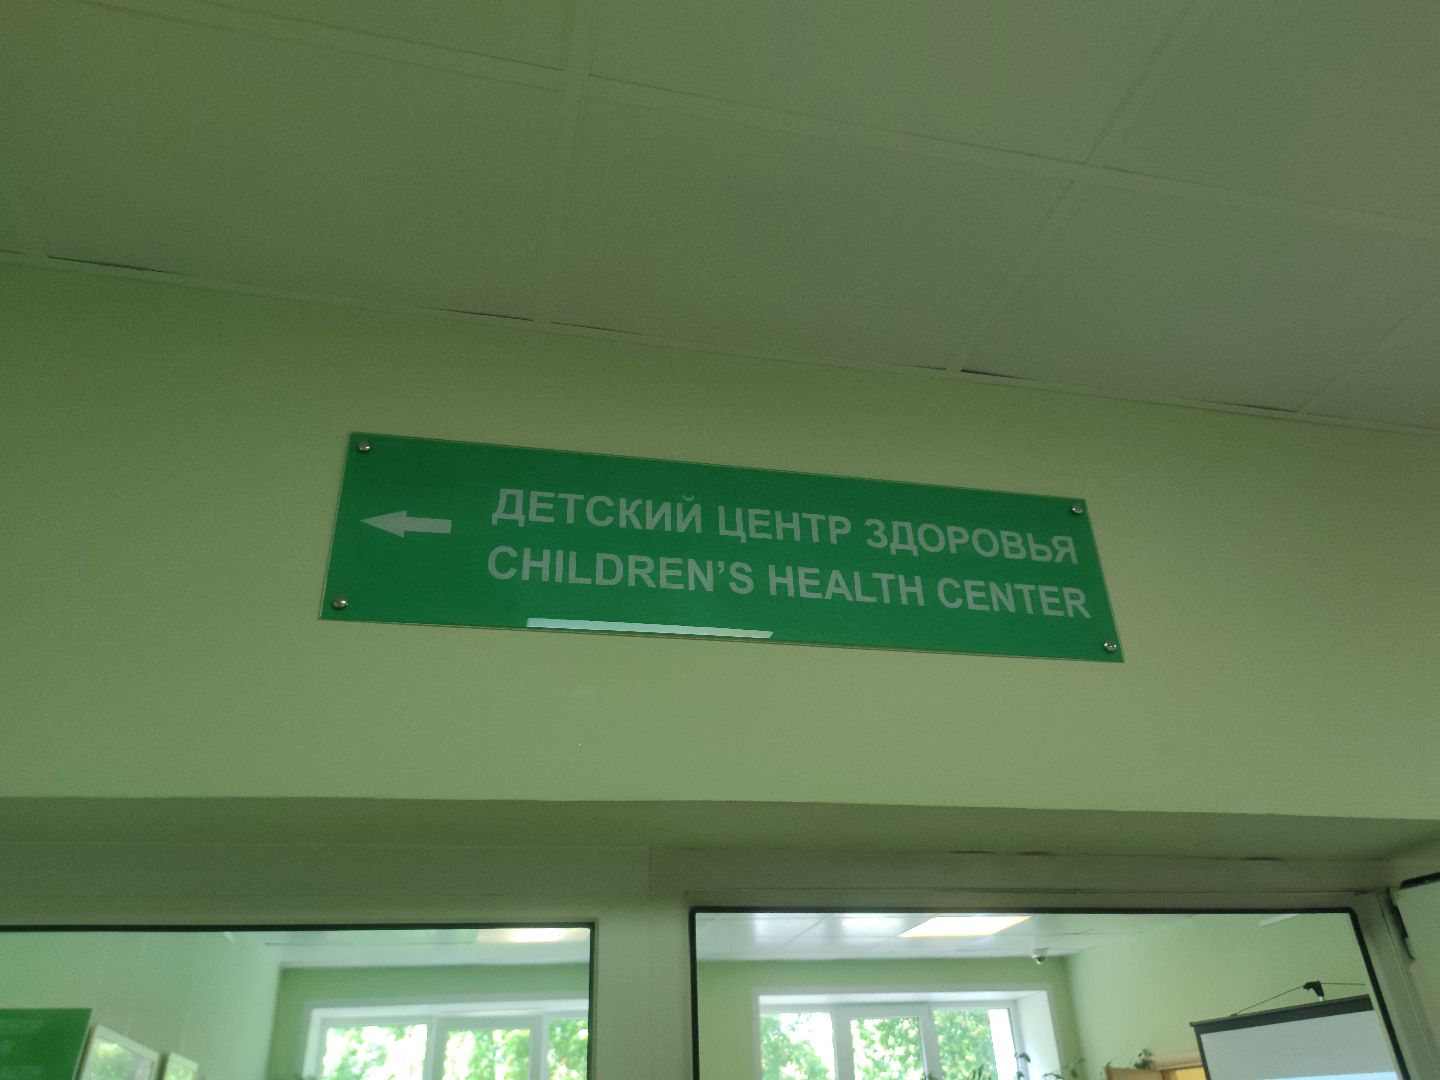 ДЕТСКИЙ ЦЕНТР ЗДОРОВЬЯ
CHILDREN’S HEALTH CENTER